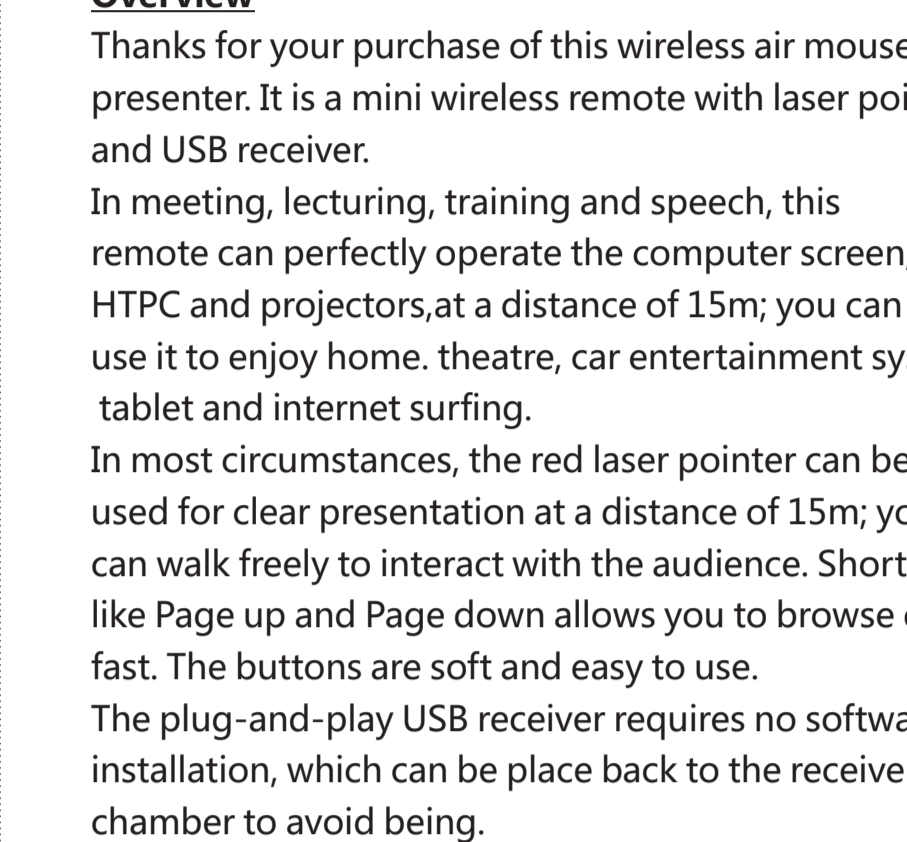 Overview
Thanks for your purchase of this wireless air mouse
presenter. It is a mini wireless remote with laser
and USB receiver.
In meeting, lecturing, training and speech, this
remote can perfectly operate the computer screen,
HTPC and projectors,at a distance of 15m; you can
use it to enjoy home. theatre, car entertainment
tablet and internet surfing.
In most circumstances, the red laser pointer can be
used for clear presentation at a distance of 15m;
can walk freely to interact with the audience. Short
like Page up and Page down allows you to browse
fast. The buttons are soft and easy to use.
The plug-and-play USB receiver requires no
installation, which can be place back to the receive
chamber to avoid being.